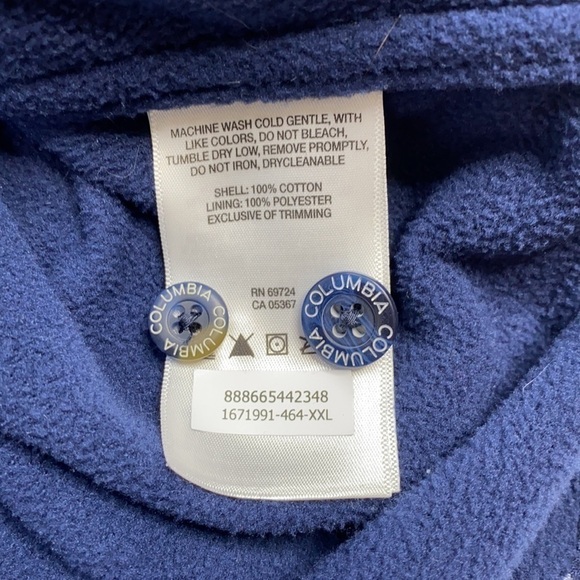 MACHINE WASH COLD GENTLE, WITH
LIKE COLORS, DO NOT BLEACH,
TUMBLE DRY LOW, REMOVE PROMPTLY,
DO NOT IRON, DRYCLEANABLE
SHELL: 100% COTTON
LINING: 100% POLYESTER
EXCLUSIVE OF TRIMMING
RN 69724
CA 05367
COLUMBIA COLUMBIA
COLUMBIA COLUMBIA
888665442348
1671991-464-XXL